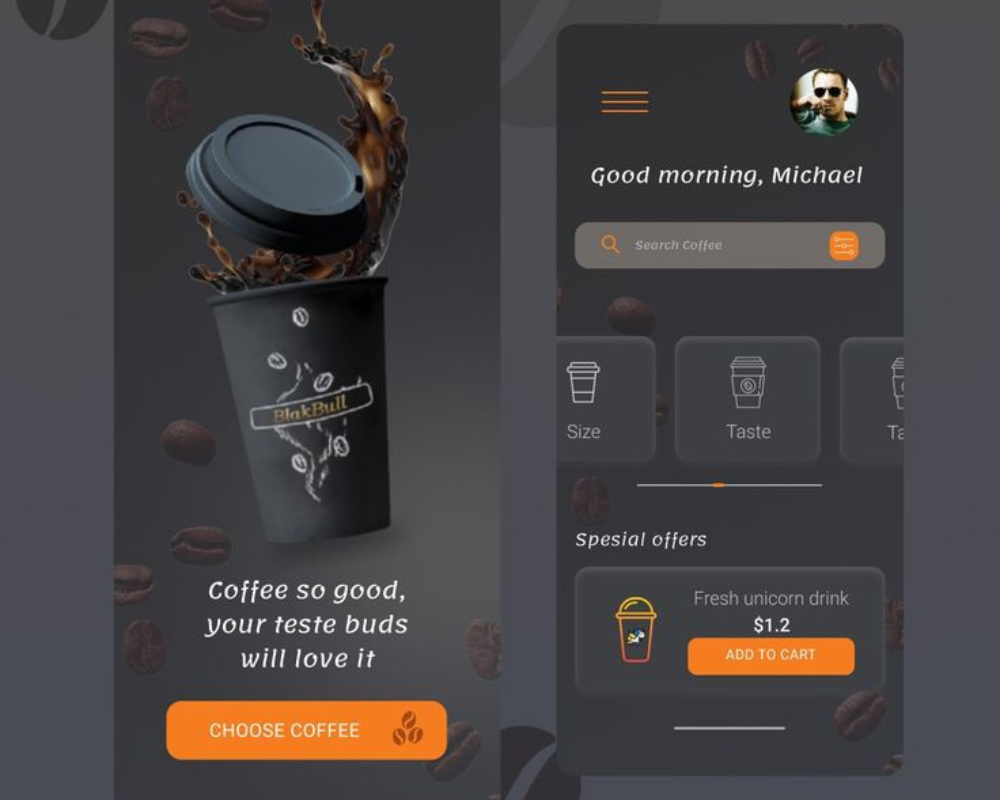 BlakBull
Coffee so good,
your teste buds
will love it
CHOOSE COFFEE
Good morning, Michael
Search Coffee
Size
Taste
Ta
Spesial offers
Fresh unicorn drink
$1.2
ADD TO CART